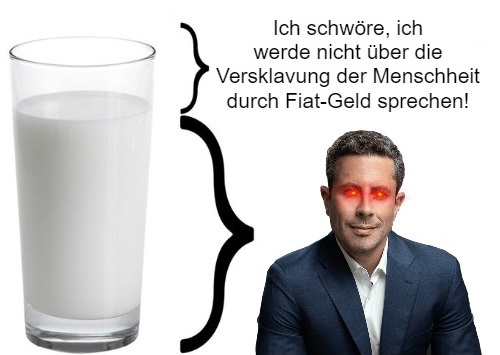 Ich schwöre, ich
werde nicht über die
Versklavung der Menschheit
durch Fiat-Geld sprechen!